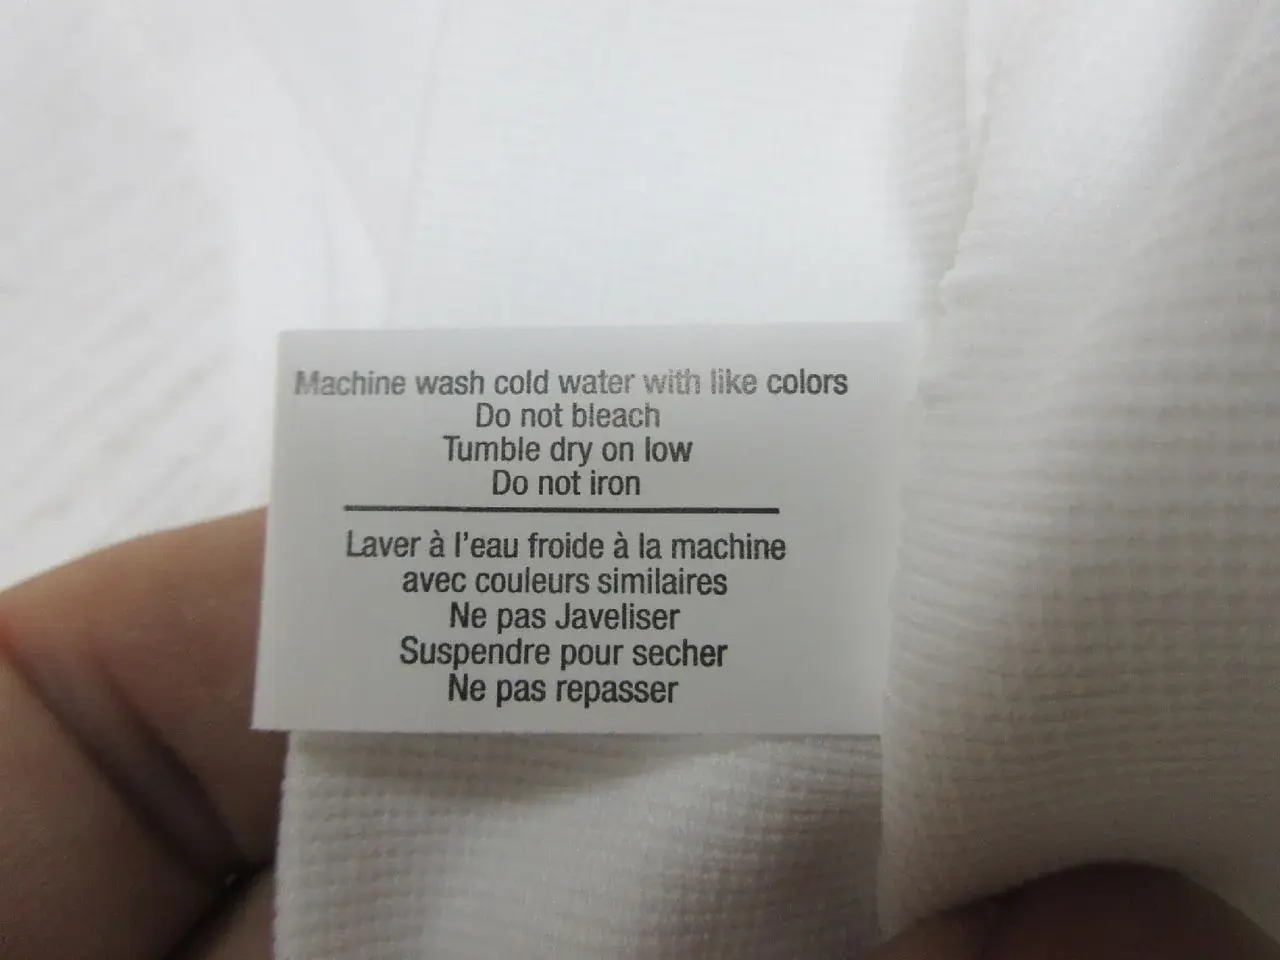 Machine wash cold water with like colors
Do not bleach
Tumble dry on low
Do not iron
Laver à l'eau froide à la machine
avec couleurs similaires
Ne pas Javeliser
Suspendre pour secher
Ne pas repasser